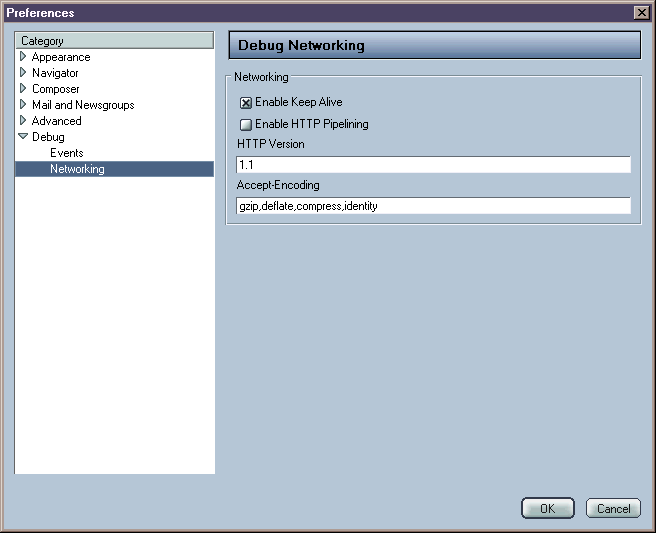 Preferences
Category
Appearance
Navigator
Composer
Mail and Newsgroups
Advanced
Debug
Events
Networking
Debug Networking
Networking
Enable Keep Alive
Enable HTTP Pipelining
HTTP Version
1.1
Accept-Encoding
gzip,deflate,compress,identity
OK
Cancel